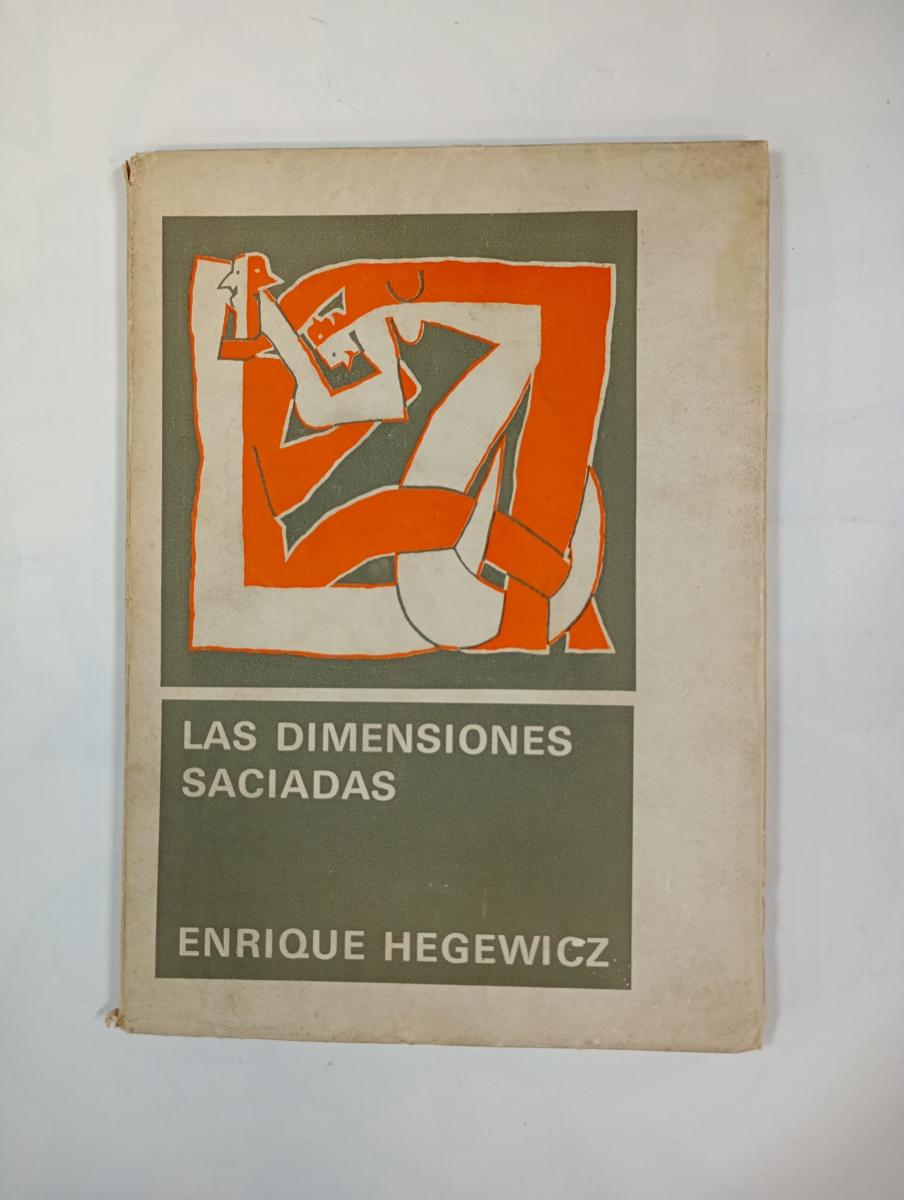 LAS DIMENSIONES
SACIADAS
ENRIQUE HEGEWICZ